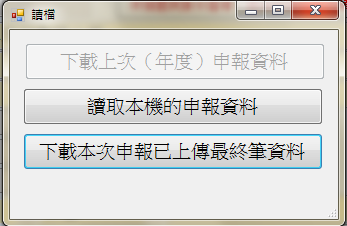 讀檔
下載上次（年度）申報資料
讀取本機的申報資料
下載本次申報已上傳最終筆資料